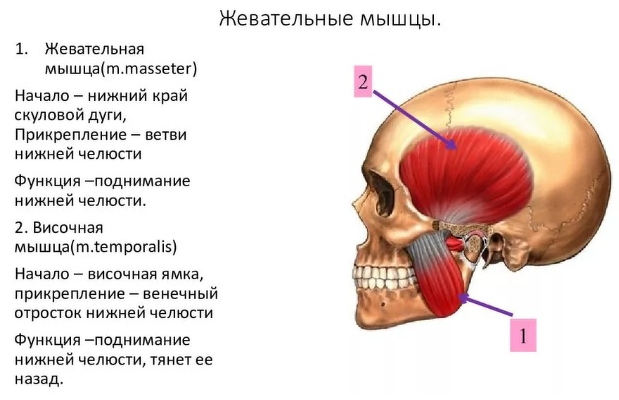 Жевательные мышцы.
1. Жевательная
мышца(m.masseter)
Начало – нижний край
скуловой дуги,
Прикрепление – ветви
нижней челюсти
Функция –поднимание
нижней челюсти.
2. Височная
мышца(m.temporalis)
Начало – височная ямка,
прикрепление – венечный
отросток нижней челюсти
Функция –поднимание
нижней челюсти, тянет ее
назад.
2
1